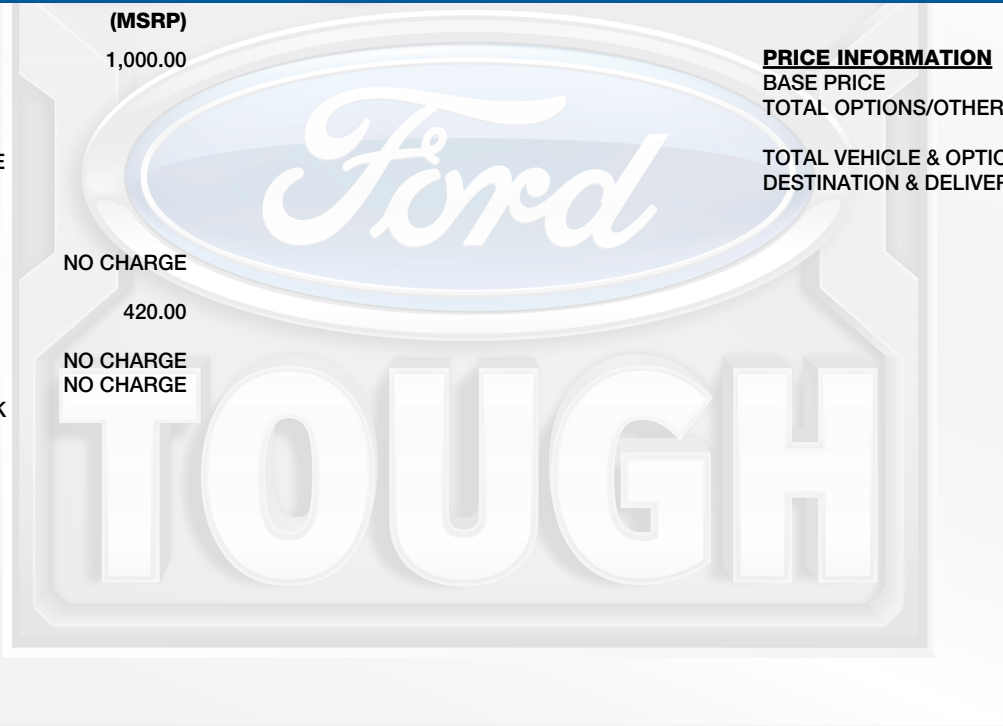 (MSRP)
1,000.00
E
NO CHARGE
420.00
NO CHARGE
NO CHARGE
K
PRICE INFORMATION
BASE PRICE
TOTAL OPTIONS/OTHER
TOTAL VEHICLE & OPTIO
DESTINATION & DELIVER
Ford
TOUGH